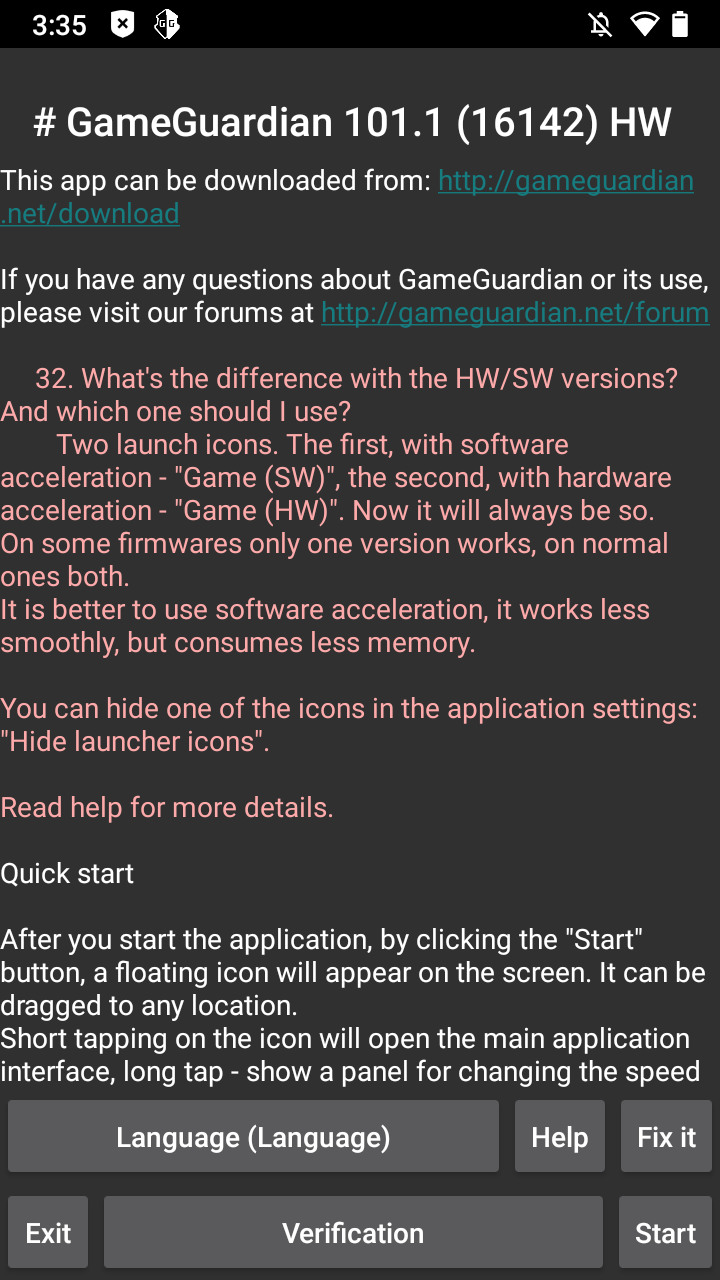 3:35
GG
# GameGuardian 101.1 (16142) HW
This app can be downloaded from: http://gameguardian
.net/download
If you have any questions about GameGuardian or its use,
please visit our forums at http://gameguardian.net/forum
32. What's the difference with the HW/SW versions?
And which one should I use?
Two launch icons. The first, with software
acceleration - "Game (SW)", the second, with hardware
acceleration - "Game (HW)". Now it will always be so.
On some firmwares only one version works, on normal
ones both.
It is better to use software acceleration, it works less
smoothly, but consumes less memory.
You can hide one of the icons in the application settings:
"Hide launcher icons".
Read help for more details.
Quick start
After you start the application, by clicking the "Start"
button, a floating icon will appear on the screen. It can be
dragged to any location.
Short tapping on the icon will open the main application
interface, long tap - show a panel for changing the speed
Language (Language)
Help
Fix it
Exit
Verification
Start